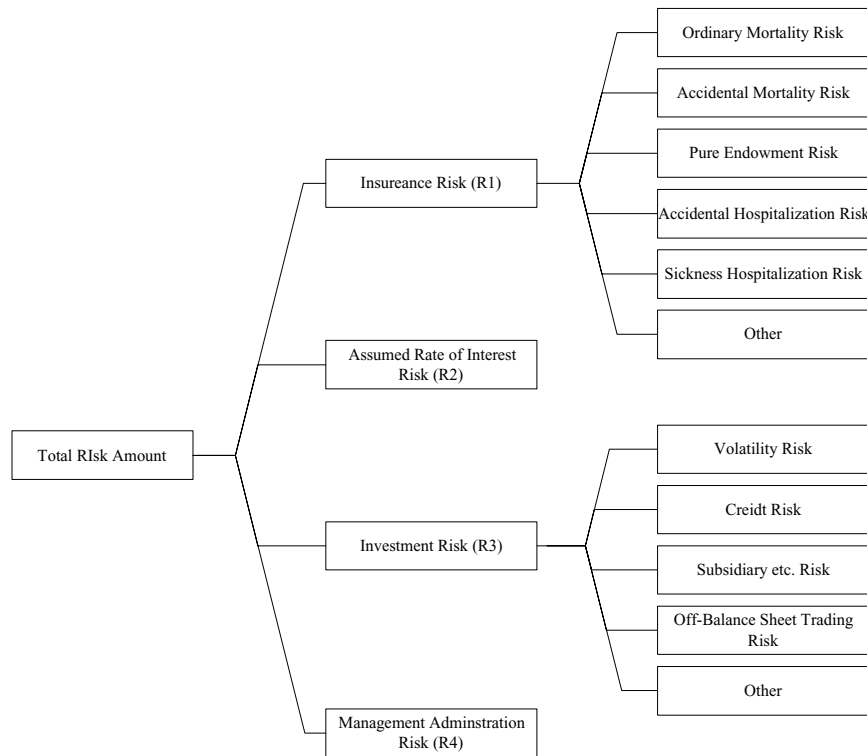 Ordinary Mortality Risk
Accidental Mortality Risk
Pure Endowment Risk
Insureance Risk (R1)
Accidental Hospitalization Risk
Sickness Hospitalization Risk
Other
Assumed Rate of Interest
Risk (R2)
Total RIsk Amount
Volatility Risk
Creidt Risk
Investment Risk (R3)
Subsidiary etc. Risk
Off-Balance Sheet Trading
Risk
Other
Management Adminstration
Risk (R4)